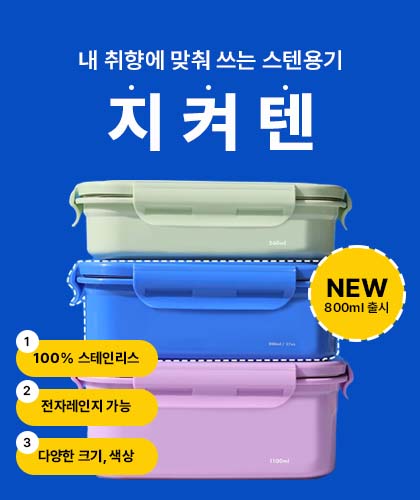 내 취향에 맞춰 쓰는 스텐용기
지켜텐
560ml
NEW
800ml 출시
1
100% 스테인리스
2
전자레인지 가능
3
다양한 크기, 색상
1100ml